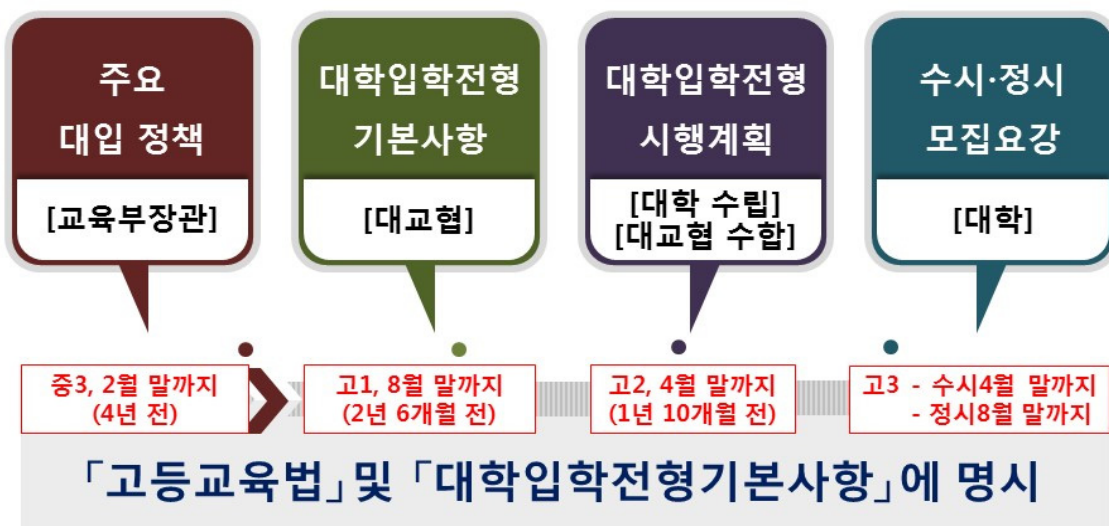 주요
대입 정책
[교육부장관]
대학입학전형
기본사항
[대교협]
대학입학전형
시행계획
[대학 수립]
[대교협 수합]
수시·정시
모집요강
[대학]
중3, 2월 말까지
(4년 전)
고1, 8월 말까지
(2년 6개월 전)
고2, 4월 말까지
(1년 10개월 전)
고3 - 수시4월 말까지
- 정시8월 말까지
「고등교육법」및 「대학입학전형기본사항」에 명시